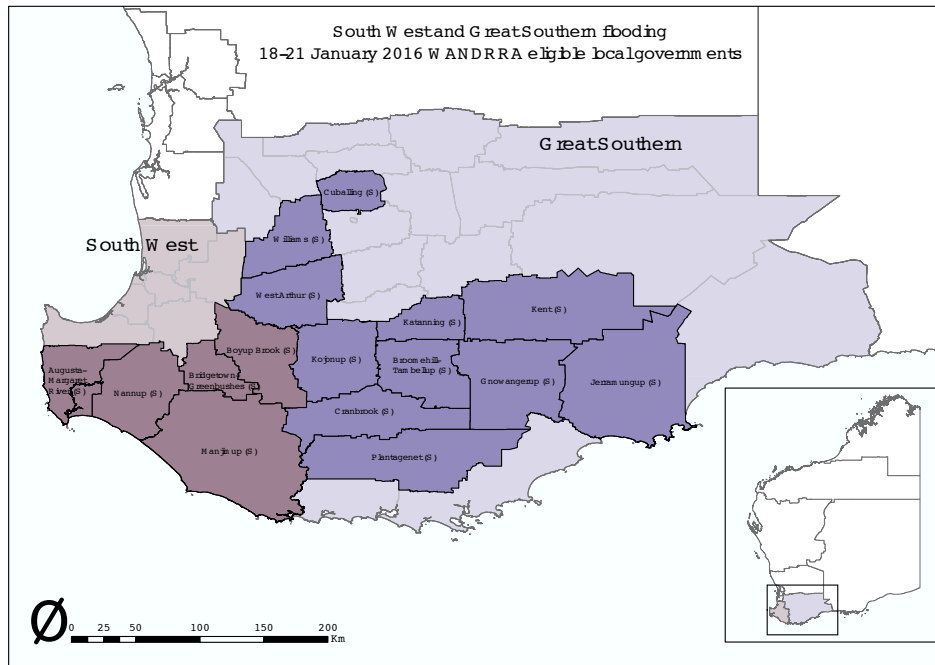 South West and Great Southern flooding
18-21 January 2016 WANDRRA eligible local governments
Great Southern
Cuballing (S)
South West
Williams (S)
West Arthur (S)
Kent (S)
Katanning (S)
Boyup Brook (S)
Kojonup (S)
Broomehill-
Tambellup (S)
Augusta-
Margaret
River (S)
Nannup (S)
Bridgetown-
Greenbushes (S)
Gnowangerup (S)
Jerramungup (S)
Cranbrook (S)
Manjimup (S)
Plantagenet (S)
0 25 50 100 150 200
Km